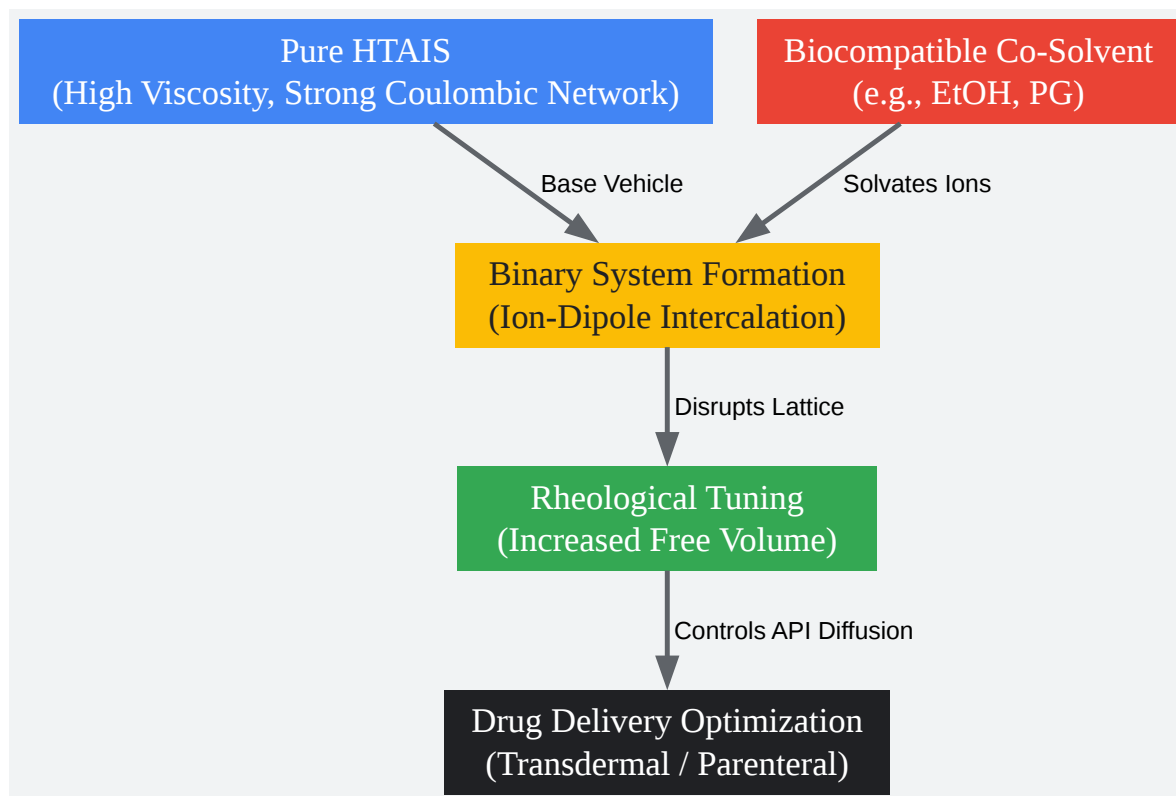 Pure HTAIS
(High Viscosity, Strong Coulombic Network)
Biocompatible Co-Solvent
(e.g., EtOH, PG)
Base Vehicle
Solvates Ions
Binary System Formation
(Ion-Dipole Intercalation)
Disrupts Lattice
Rheological Tuning
(Increased Free Volume)
Controls API Diffusion
Drug Delivery Optimization
(Transdermal / Parenteral)